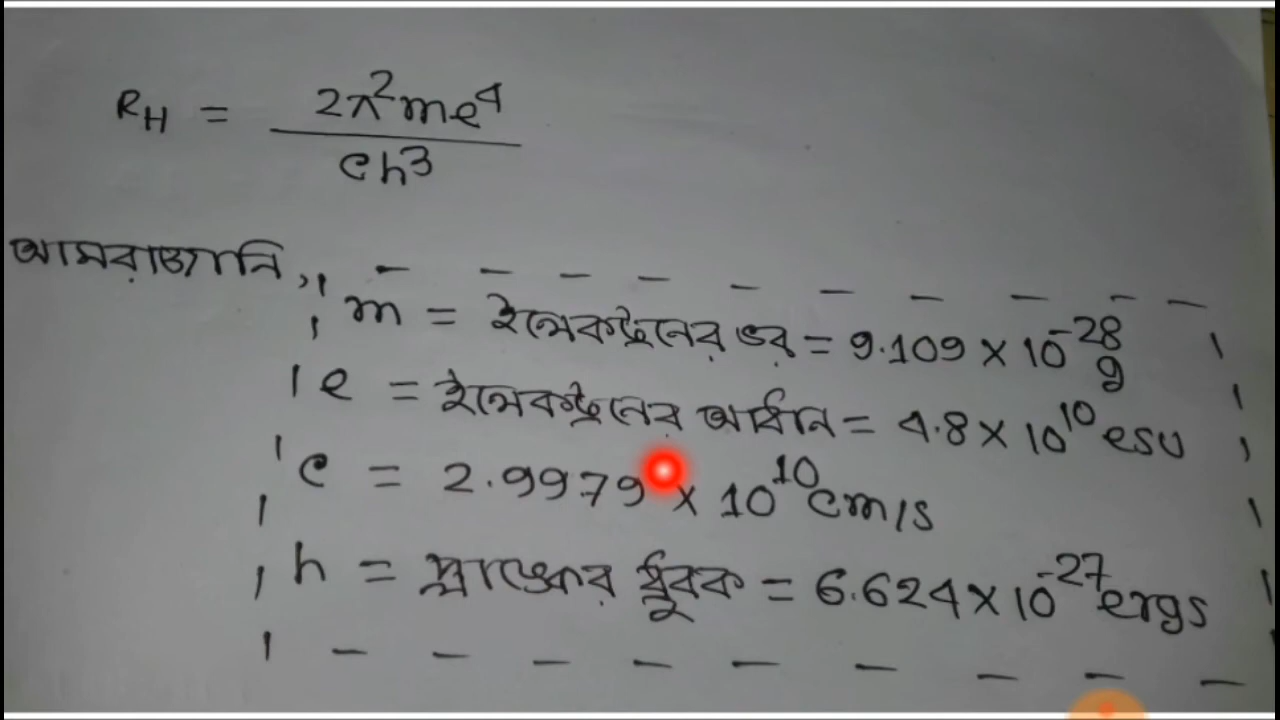 R_H = 2π²me⁴ / ch³
আমরা জানি,
m = ইলেকট্রনের ভর = 9.109 × 10⁻²⁸ g
e = ইলেকট্রনের আর্ধান = 4.8 × 10¹⁰ esu
c = 2.9979 × 10¹⁰ cm/s
h = প্লাঙ্কের ধ্রুবক = 6.624 × 10⁻²⁷ ergs